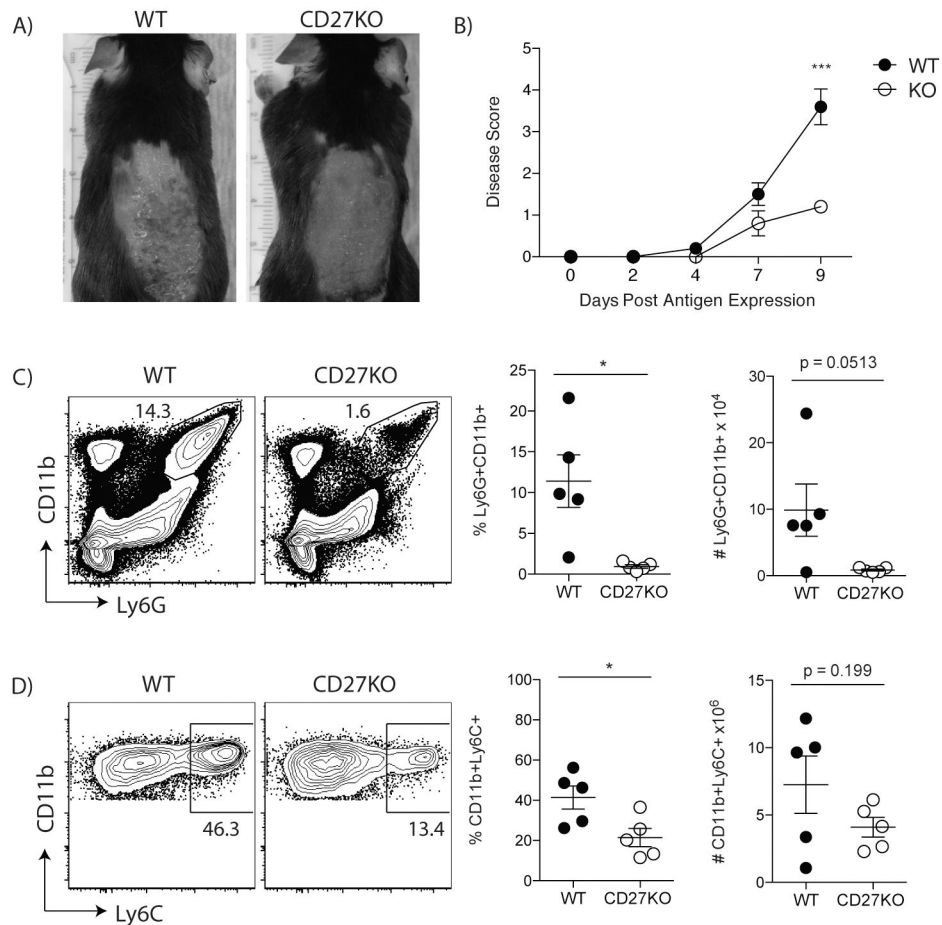 A)
WT
CD27KO
B)
Disease Score
5
4
3
2
1
0
***
WT
KO
0 2 4 7 9
Days Post Antigen Expression
C)
WT
CD27KO
14.3
1.6
CD11b
Ly6G
% Ly6G+CD11b+
25
20
15
10
5
0
*
WT CD27KO
# Ly6G+CD11b+ x 10⁴
p = 0.0513
30
20
10
0
WT CD27KO
D)
WT
CD27KO
46.3
13.4
CD11b
Ly6C
% CD11b+Ly6C+
100
80
60
40
20
0
*
WT CD27KO
# CD11b+Ly6C+ x10⁶
p = 0.199
15
10
5
0
WT CD27KO